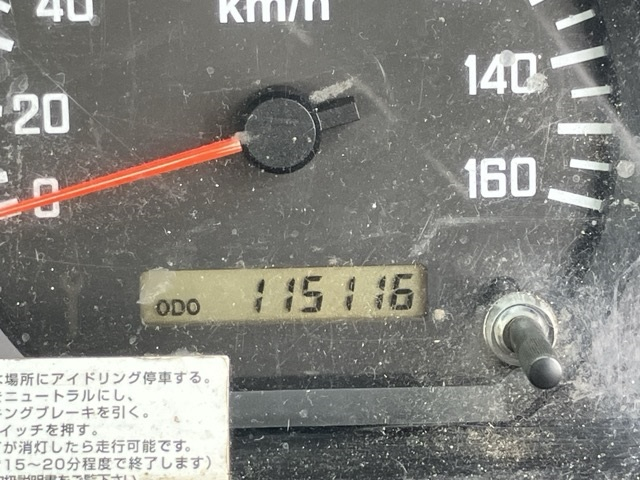 km/h
40
20
0
140
160
ODO 115116
場所にアイドリング停車する。
ニュートラルにし、
キングブレーキを引く。
イッチを押す。
が消灯したら走行可能です。
15～20分程度で終了します)